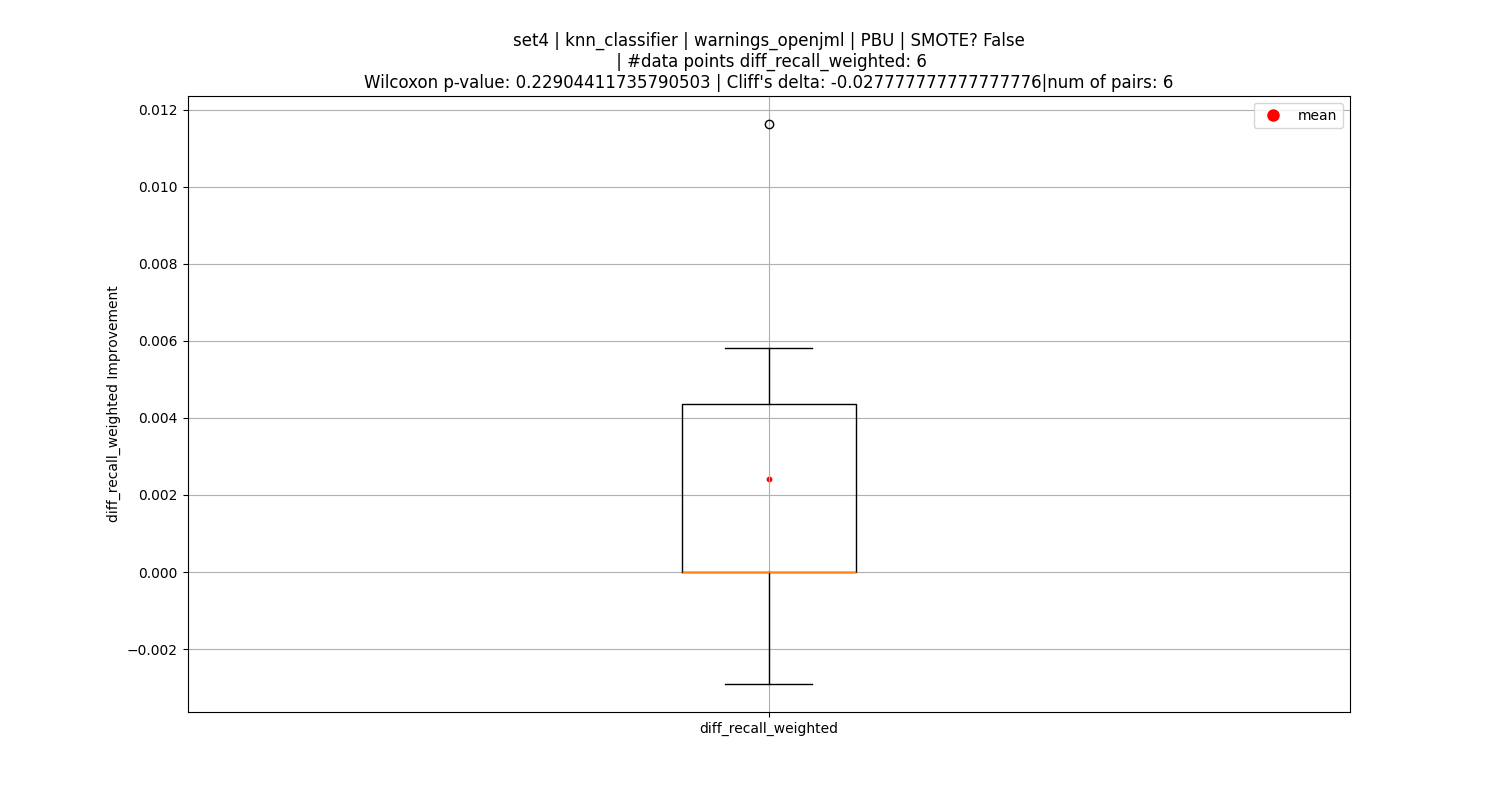 set4 | knn_classifier | warnings_openjml | PBU | SMOTE? False
| #data points diff_recall_weighted: 6
Wilcoxon p-value: 0.22904411735790503 | Cliff's delta: -0.027777777777777776|num of pairs: 6
mean
0.012
0.010
0.008
0.006
0.004
0.002
0.000
−0.002
diff_recall_weighted Improvement
diff_recall_weighted